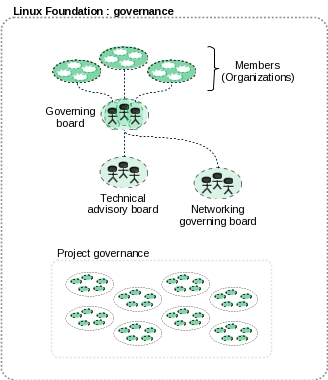 Linux Foundation : governance
Members
(Organizations)
Governing
board
Technical
advisory board
Networking
governing board
Project governance